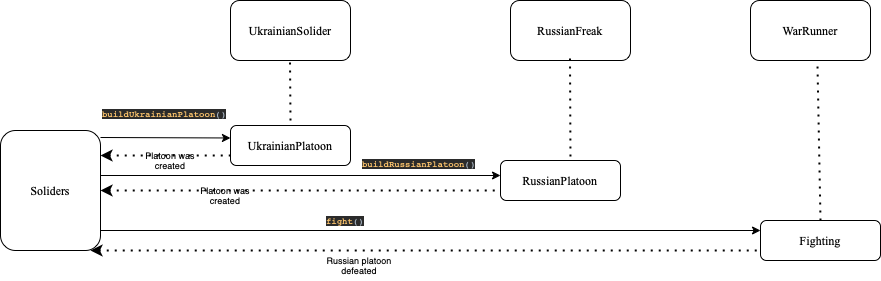 UkrainianSolider
RussianFreak
WarRunner
buildUkrainianPlatoon()
UkrainianPlatoon
Platoon was
created
buildRussianPlatoon()
Soliders
RussianPlatoon
Platoon was
created
fight()
Fighting
Russian platoon
defeated